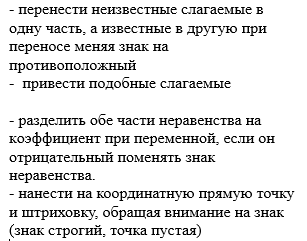 - перенести неизвестные слагаемые в
одну часть, а известные в другую при
переносе меняя знак на
противоположный
- привести подобные слагаемые
- разделить обе части неравенства на
коэффициент при переменной, если он
отрицательный поменять знак
неравенства.
- нанести на координатную прямую точку
и штриховку, обращая внимание на знак
(знак строгий, точка пустая)